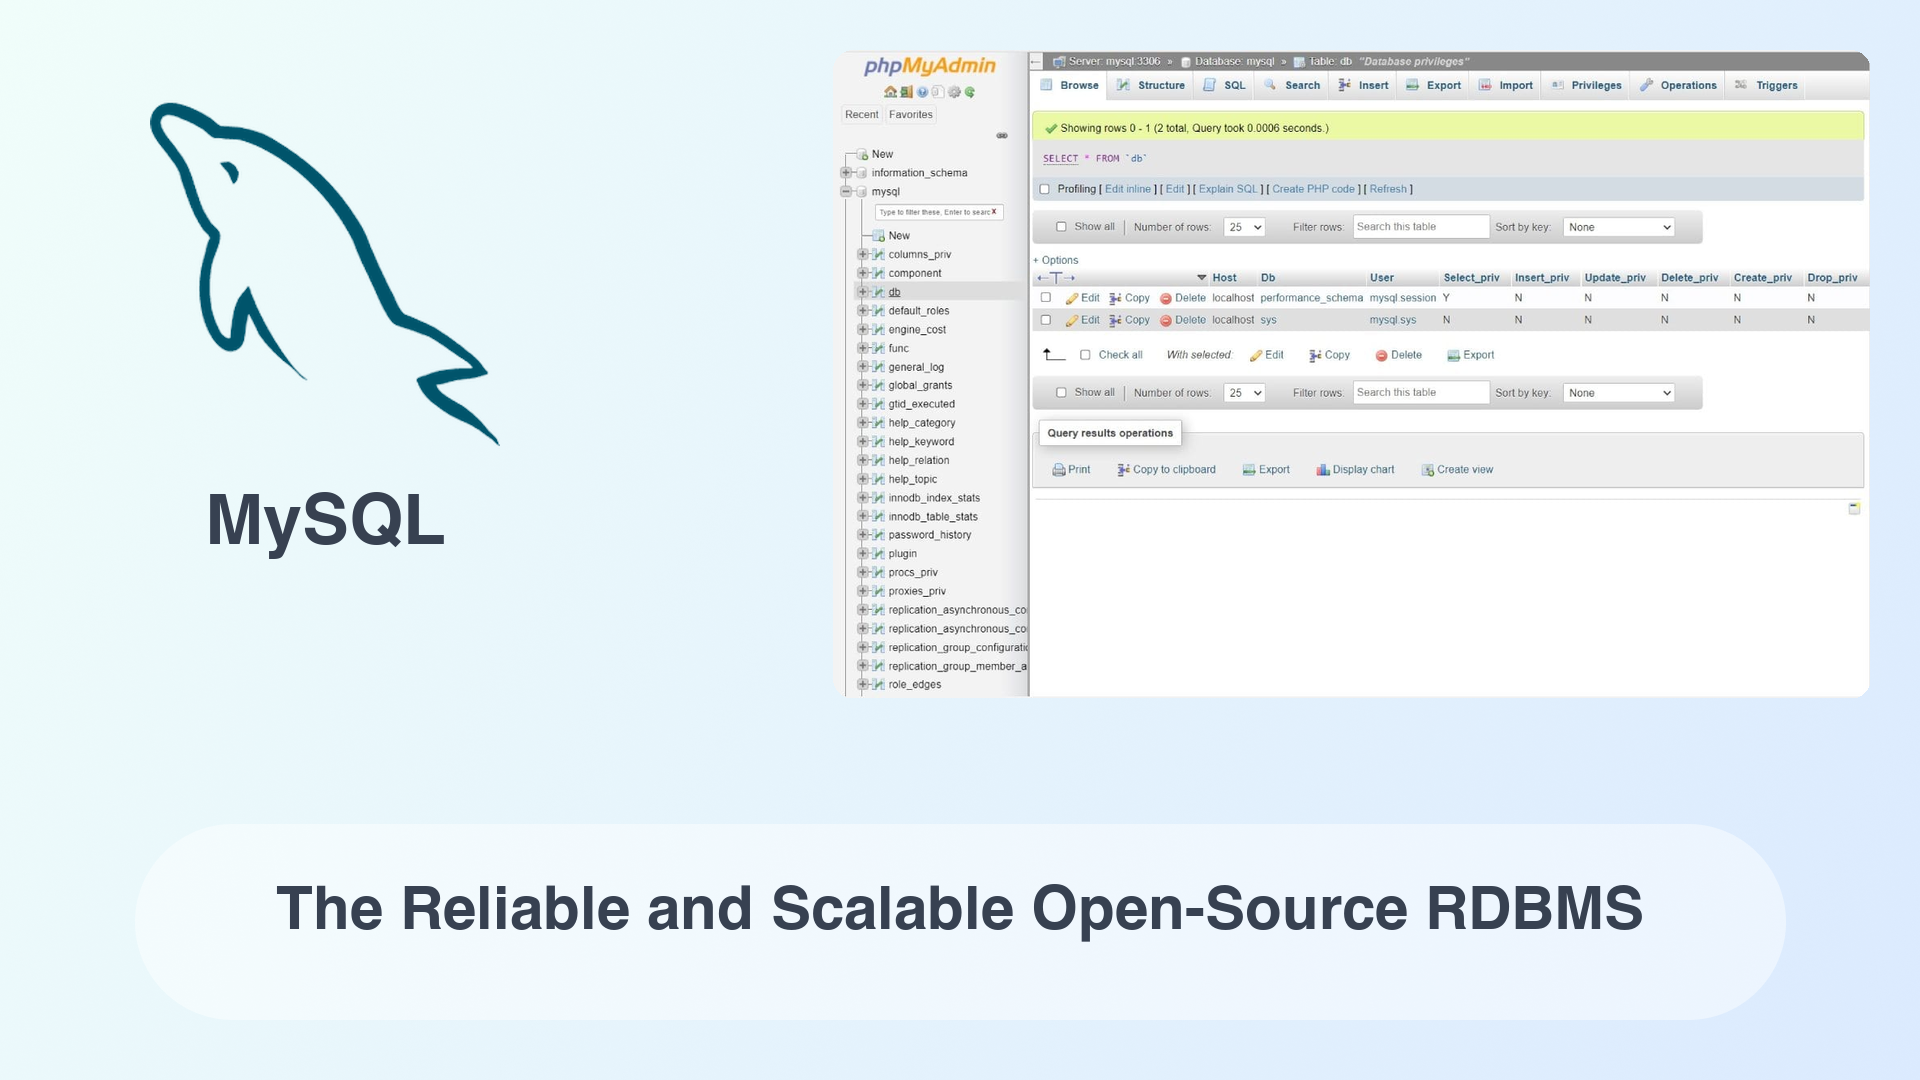 MySQL
phpMyAdmin
Recent Favorites
New
information_schema
mysql
Type to filter these, Enter to searc X
New
columns_priv
component
db
default_roles
engine_cost
func
general_log
global_grants
gtid_executed
help_category
help_keyword
help_relation
help_topic
innodb_index_stats
innodb_table_stats
password_history
plugin
procs_priv
proxies_priv
replication_asynchronous_co
replication_asynchronous_co
replication_group_configuratio
replication_group_member_a
role_edges
Server: mysql:3306 » Database: mysql » Table: db "Database privileges"
Browse Structure SQL Search Insert Export Import Privileges Operations Triggers
Showing rows 0 - 1 (2 total, Query took 0.0006 seconds.)
SELECT * FROM `db`
Profiling [ Edit inline ] [ Edit ] [ Explain SQL ] [ Create PHP code ] [ Refresh ]
Show all | Number of rows: 25 Filter rows: Search this table Sort by key: None
+ Options
←T→ Host Db User Select_priv Insert_priv Update_priv Delete_priv Create_priv Drop_priv
Edit Copy Delete localhost performance_schema mysql.session Y N N N N N
Edit Copy Delete localhost sys mysql.sys N N N N N N
Check all With selected: Edit Copy Delete Export
Show all | Number of rows: 25 Filter rows: Search this table Sort by key: None
Query results operations
Print Copy to clipboard Export Display chart Create view
The Reliable and Scalable Open-Source RDBMS